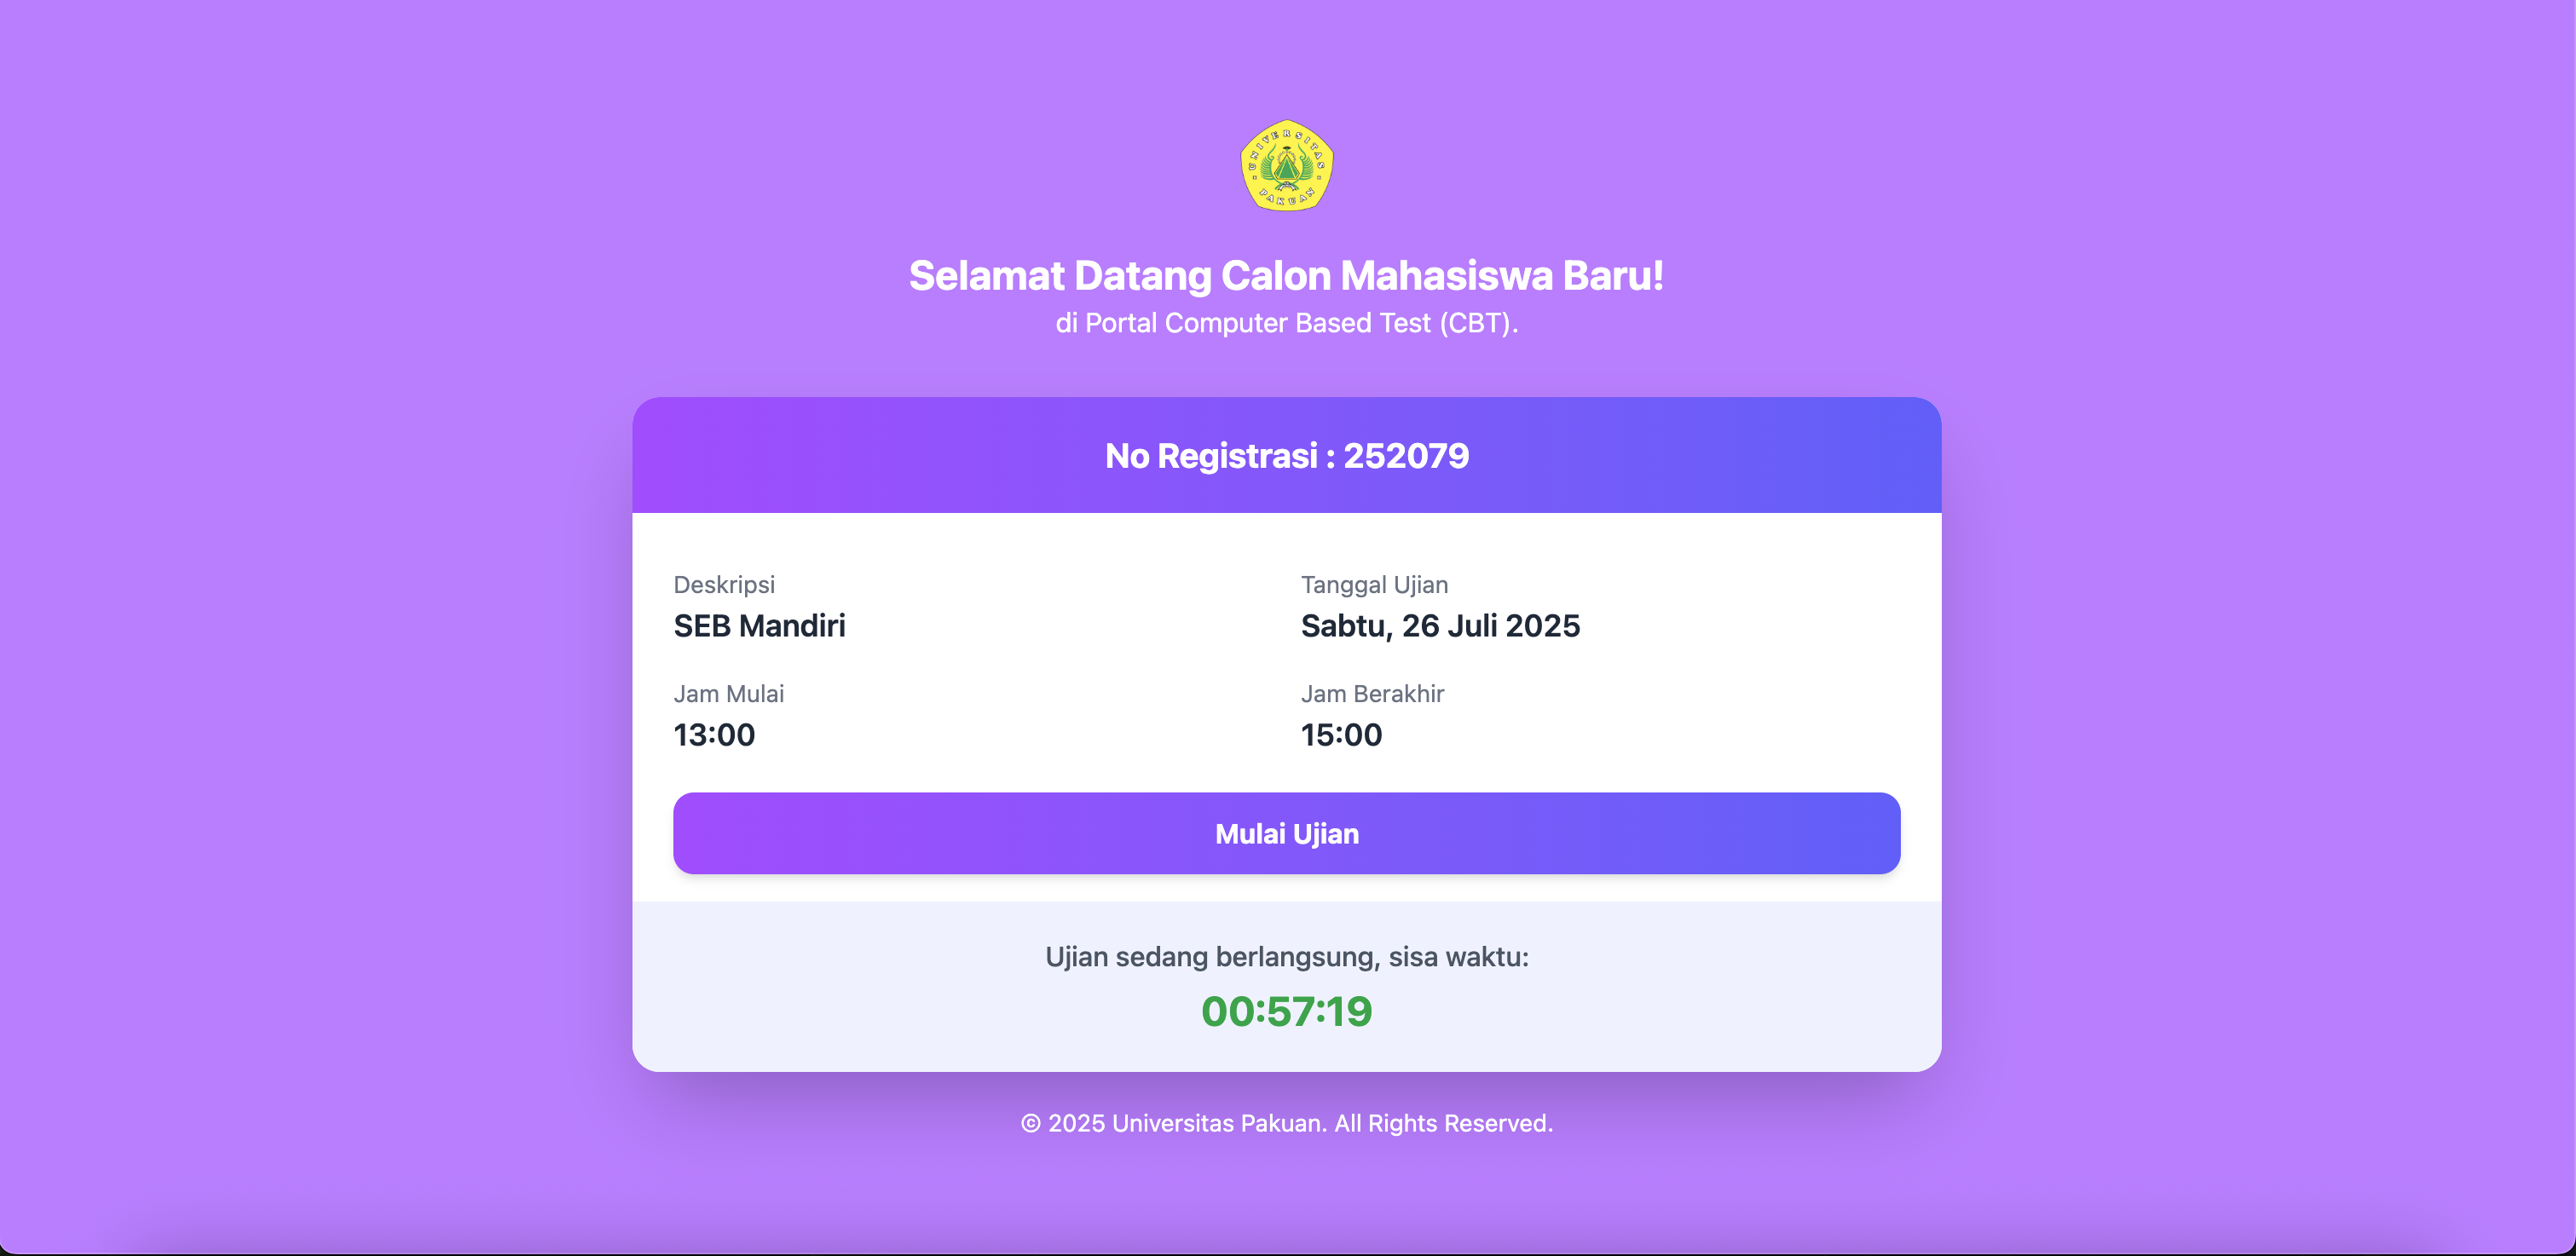 UNIVERSITAS
PAKUAN
Selamat Datang Calon Mahasiswa Baru!
di Portal Computer Based Test (CBT).
No Registrasi : 252079
Deskripsi
SEB Mandiri
Tanggal Ujian
Sabtu, 26 Juli 2025
Jam Mulai
13:00
Jam Berakhir
15:00
Mulai Ujian
Ujian sedang berlangsung, sisa waktu:
00:57:19
© 2025 Universitas Pakuan. All Rights Reserved.